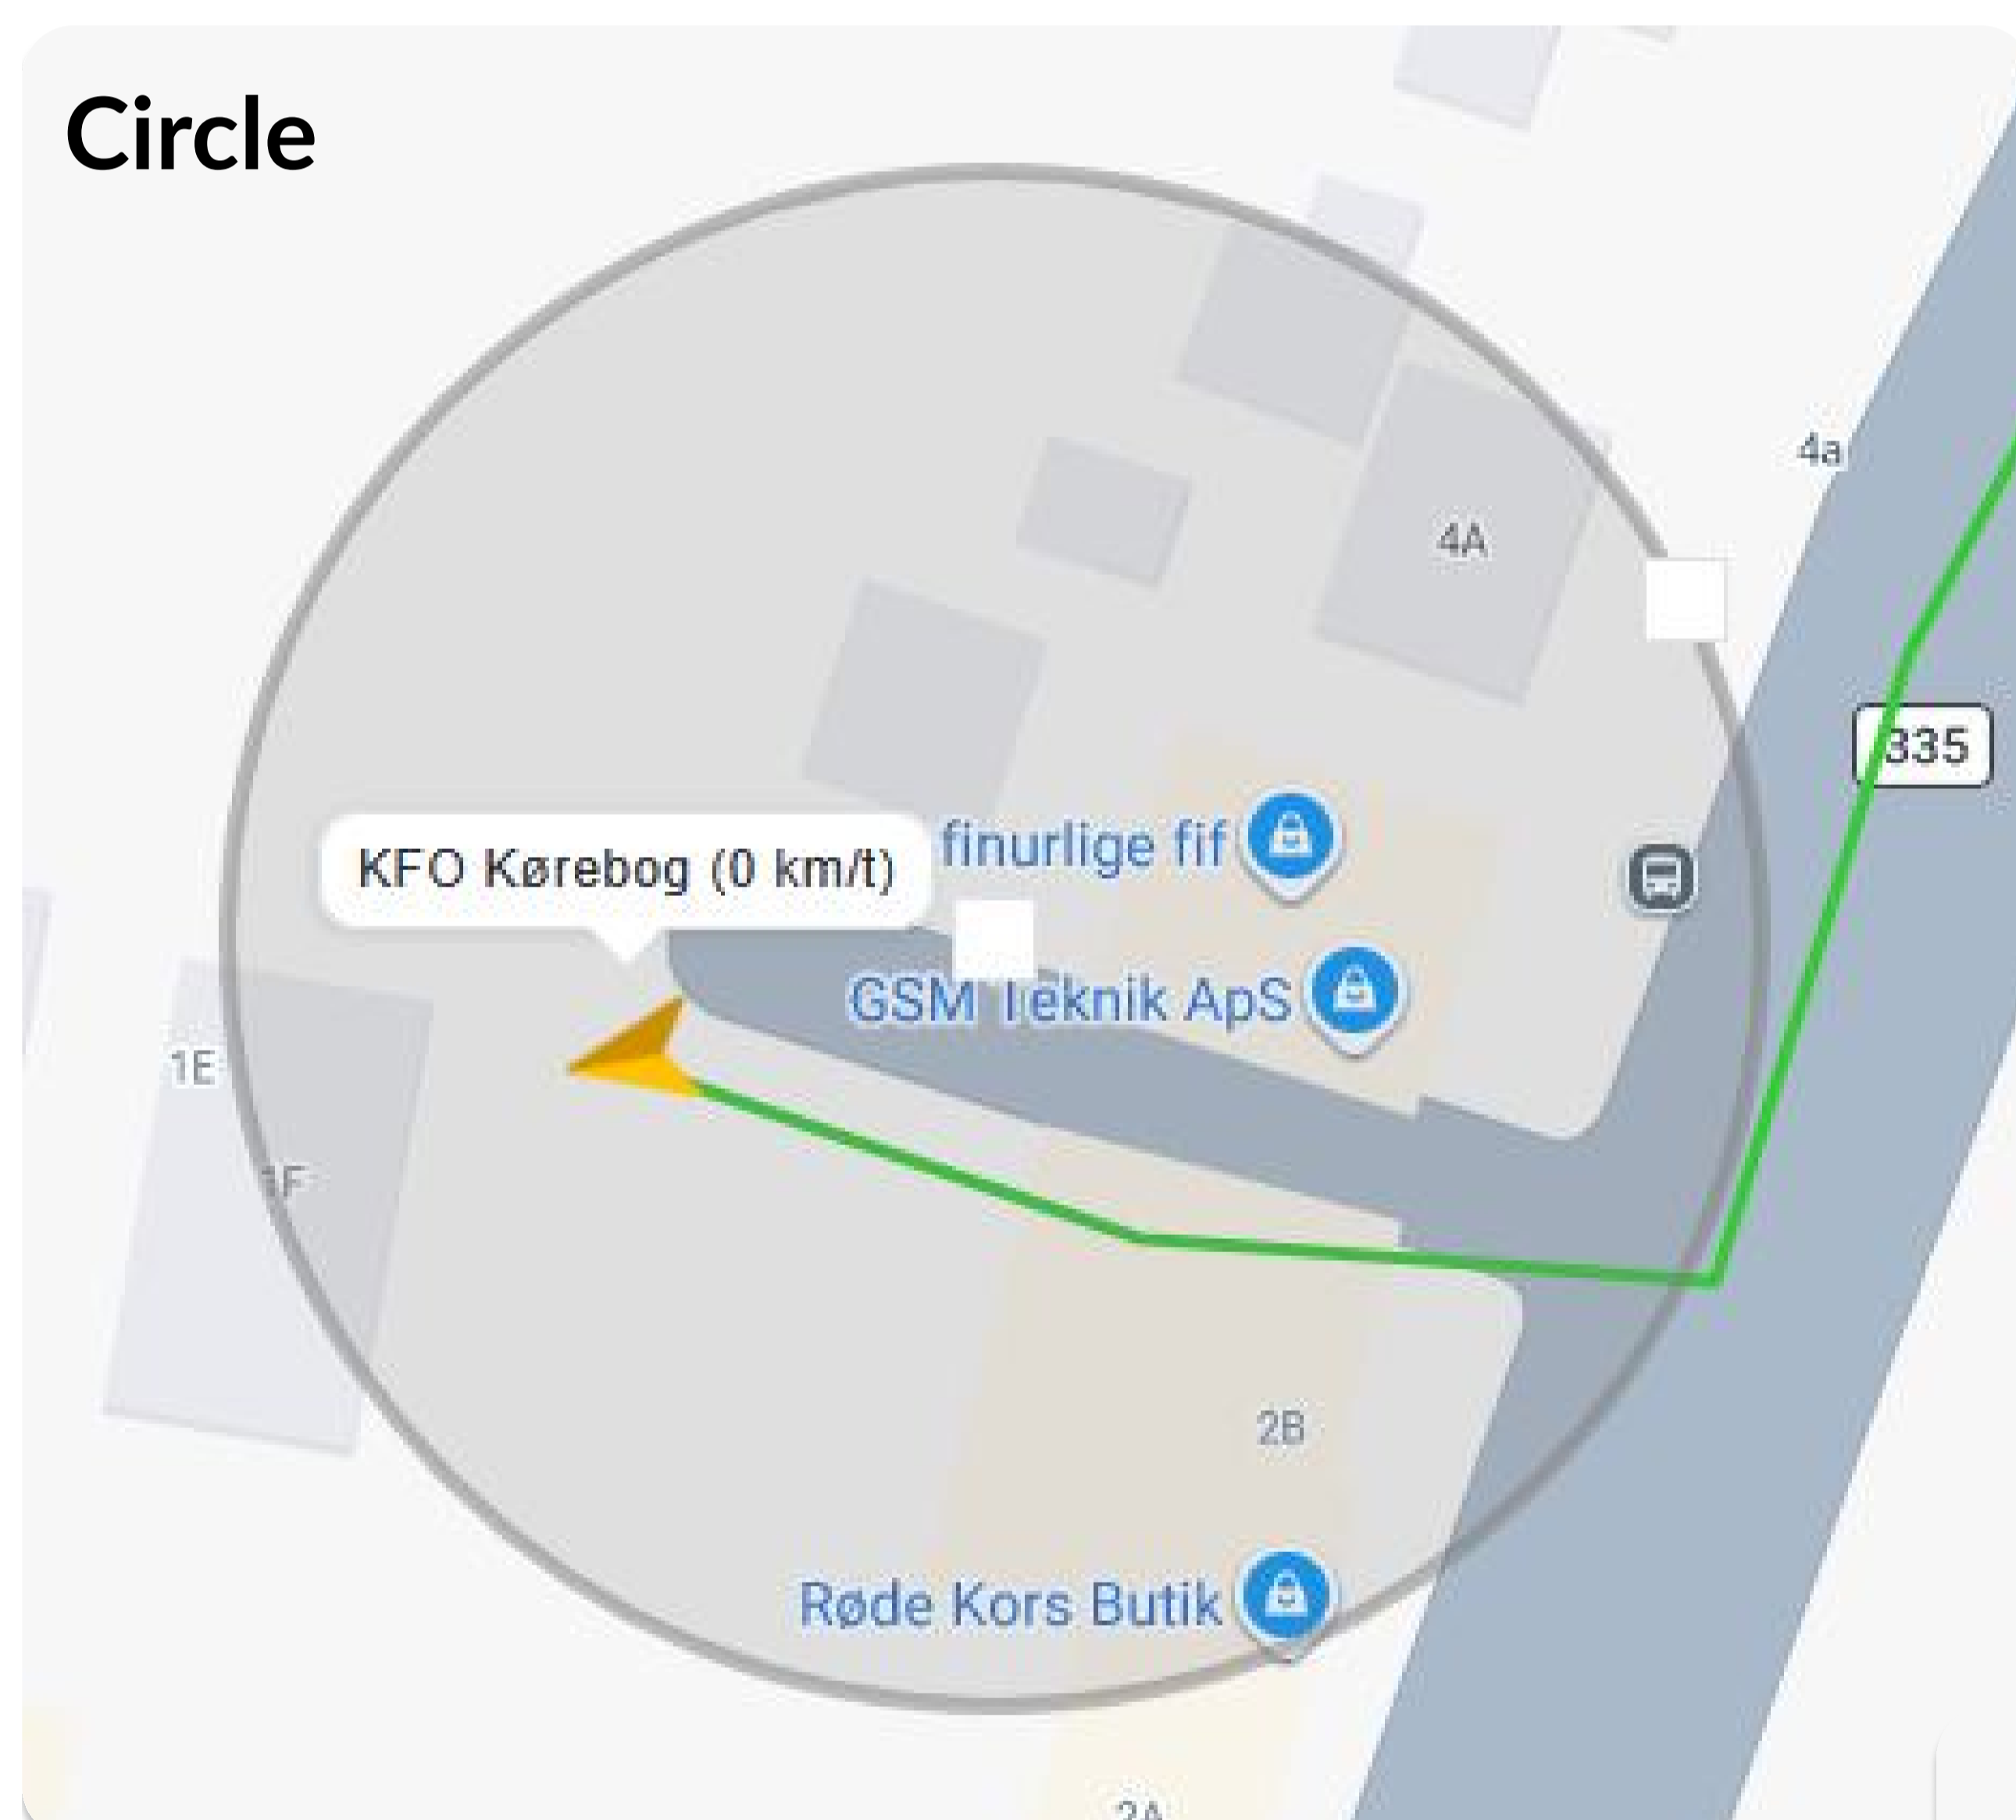 Circle
4a
4A
335
finurlige fif
KFO Kørebog (0 km/t)
GSM Teknik ApS
1E
2B
Røde Kors Butik
2A